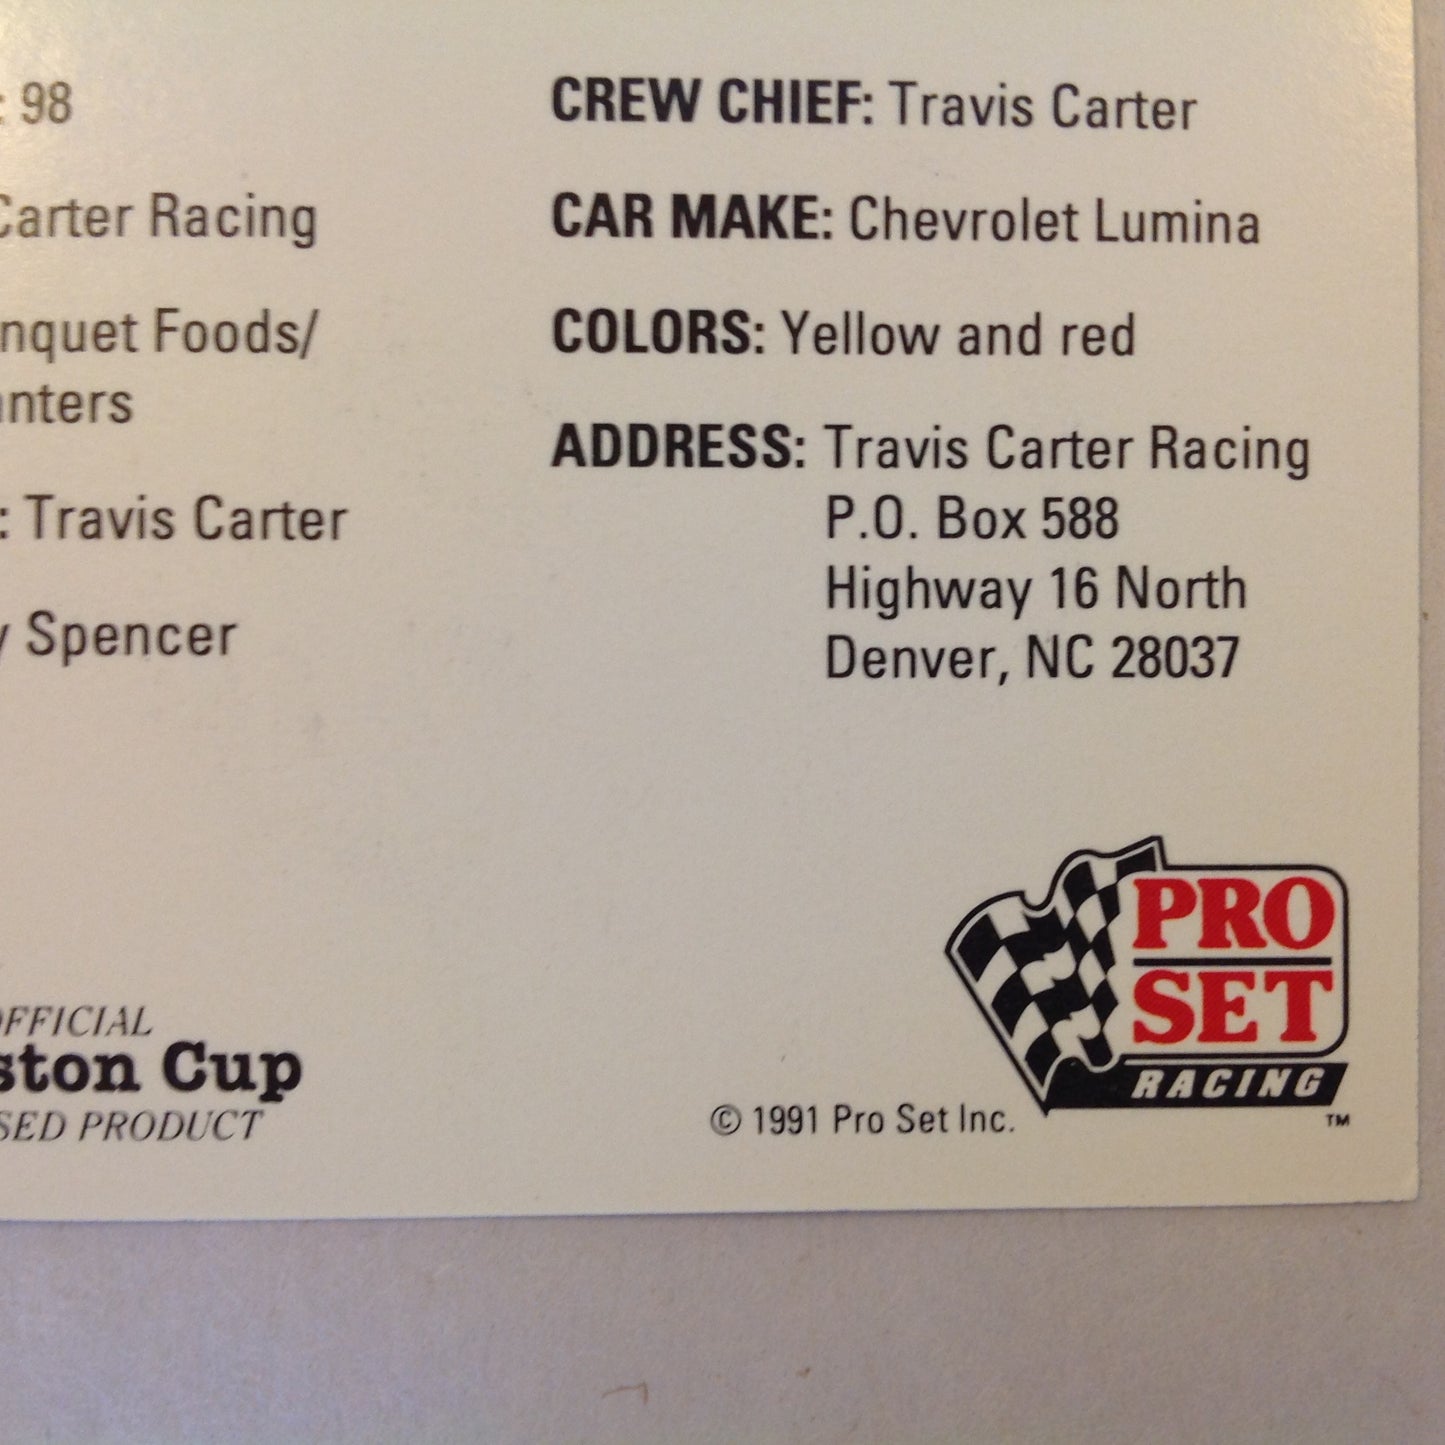 : 98
Carter Racing
nquet Foods/
nters
: Travis Carter
y Spencer
CREW CHIEF: Travis Carter
CAR MAKE: Chevrolet Lumina
COLORS: Yellow and red
ADDRESS: Travis Carter Racing
P.O. Box 588
Highway 16 North
Denver, NC 28037
OFFICIAL
ston Cup
SED PRODUCT
© 1991 Pro Set Inc.
PRO
SET
RACING
TM